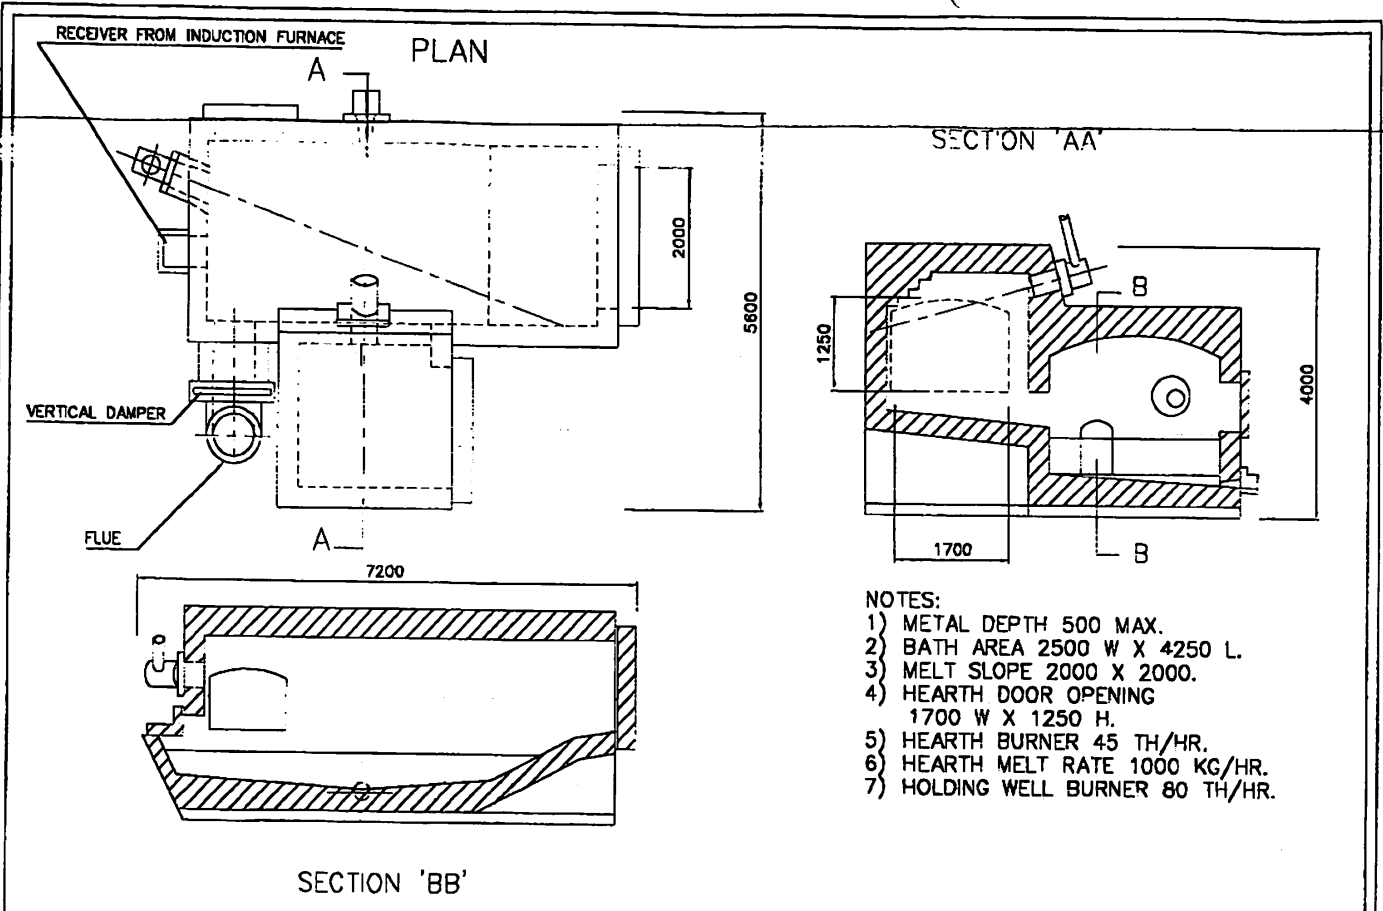 RECEIVER FROM INDUCTION FURNACE
PLAN
A
SECTION 'AA'
2000
5600
B
1250
4000
VERTICAL DAMPER
FLUE
A
1700
B
7200
NOTES:
1) METAL DEPTH 500 MAX.
2) BATH AREA 2500 W X 4250 L.
3) MELT SLOPE 2000 X 2000.
4) HEARTH DOOR OPENING
1700 W X 1250 H.
5) HEARTH BURNER 45 TH/HR.
6) HEARTH MELT RATE 1000 KG/HR.
7) HOLDING WELL BURNER 80 TH/HR.
SECTION 'BB'